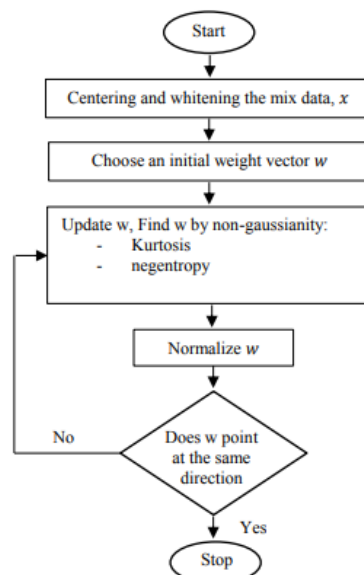 Start
Centering and whitening the mix data, x
Choose an initial weight vector w
Update w, Find w by non-gaussianity:
- Kurtosis
- negentropy
Normalize w
No
Does w point
at the same
direction
Yes
Stop